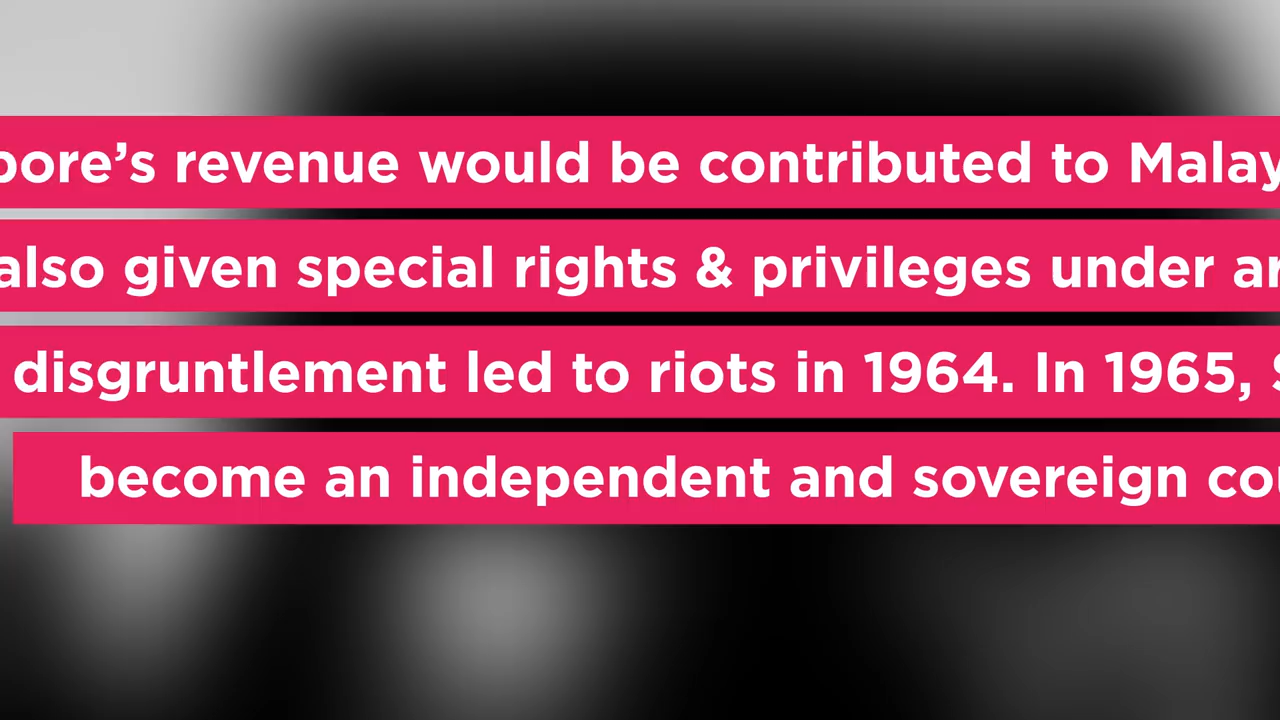 pore’s revenue would be contributed to Malay
also given special rights & privileges under
disgruntlement led to riots in 1964. In 1965,
become an independent and sovereign